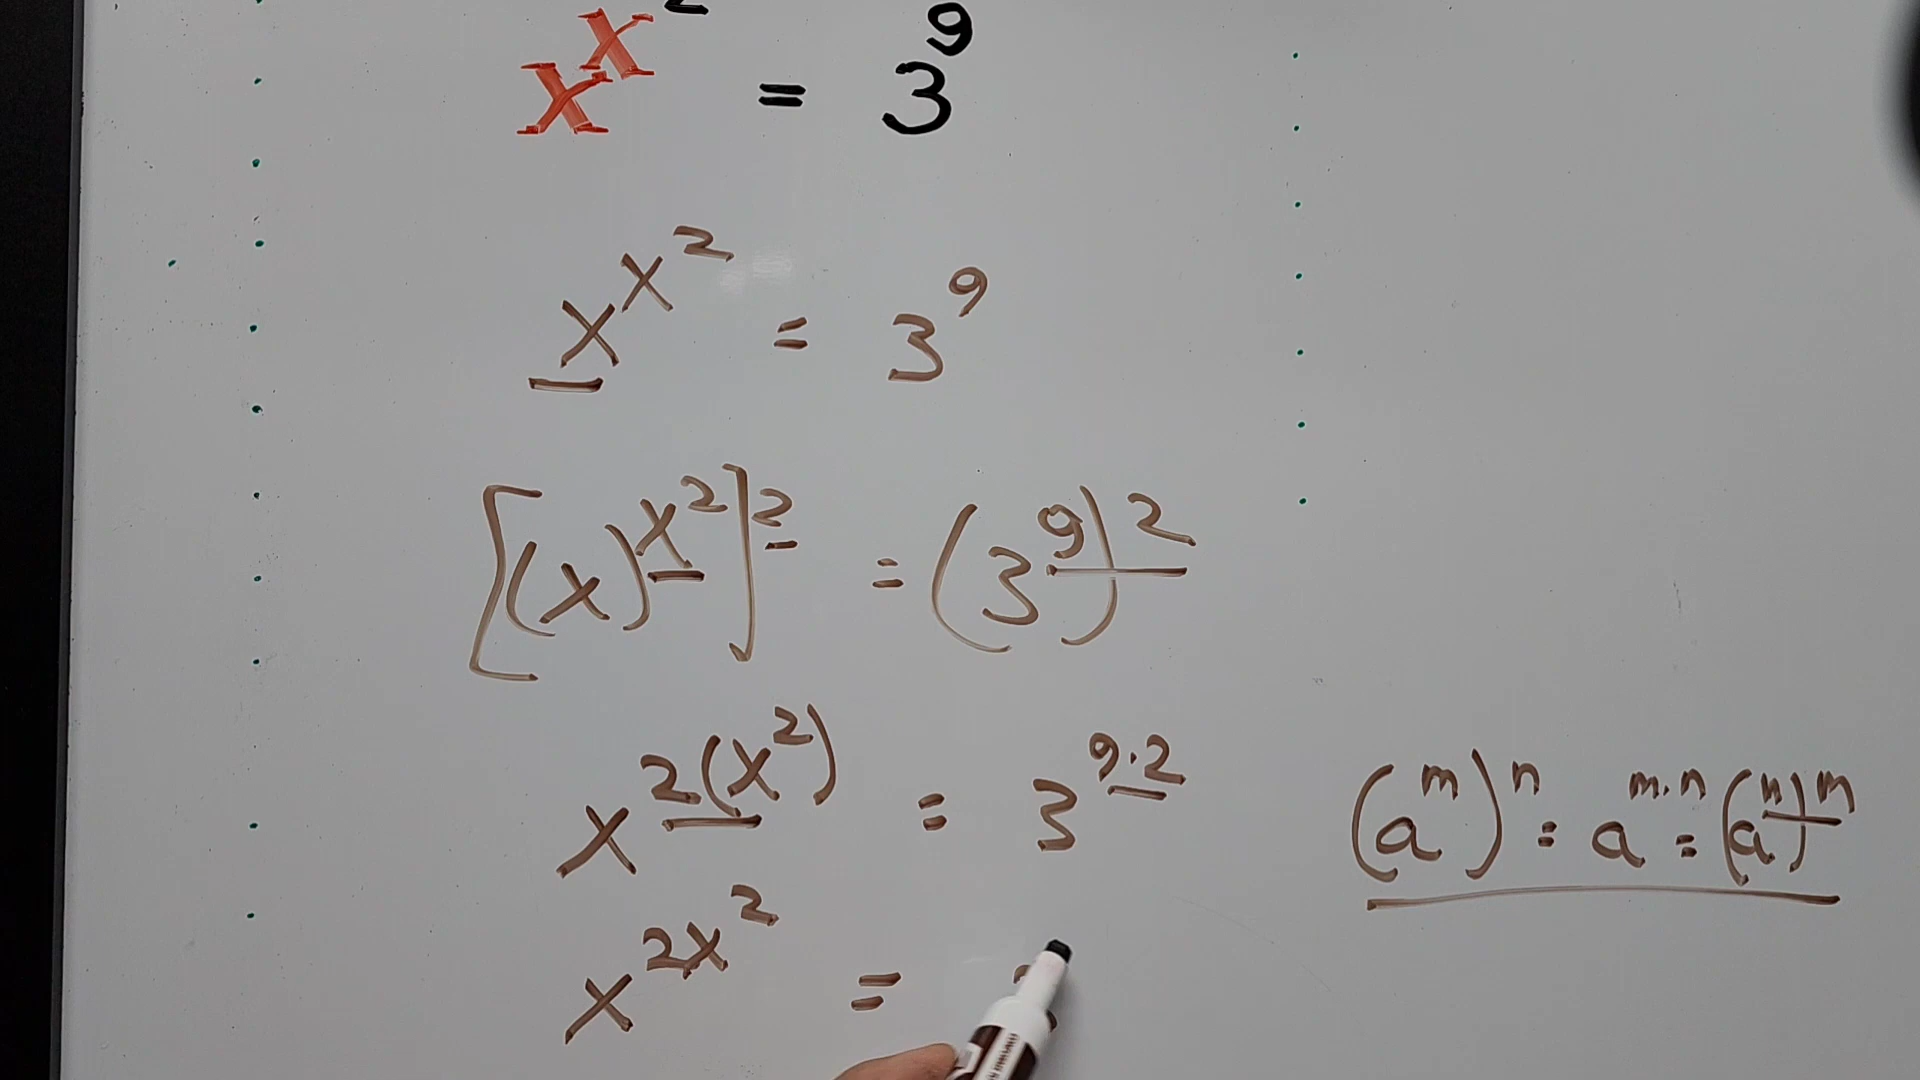 x^x^2 = 3^9
x^x^2 = 3^9
[(x)^x^2]^2 = (3^9)^2
x^2(x^2) = 3^9·2
(a^m)^n = a^m·n = (a^n)^m
x^2x^2 =